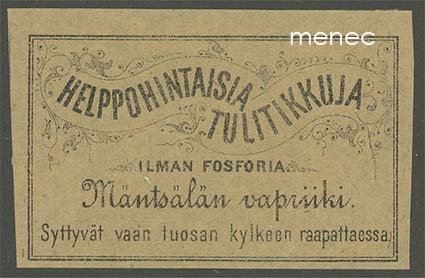 menec
HELPPOHINTAISIA
TULITIKKUJA
ILMAN FOSFORIA
Mäntsälän vapriiki.
Syttyvät vaan tuosan kylkeen raapattaessa.